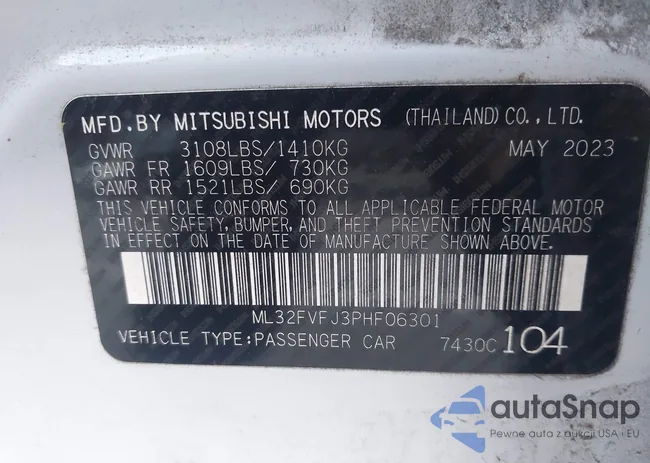 MFD.BY MITSUBISHI MOTORS (THAILAND)CO.,LTD.
GVWR 3108LBS/1410KG MAY 2023
GAWR FR 1609LBS/ 730KG
GAWR RR 1521LBS/ 690KG
THIS VEHICLE CONFORMS TO ALL APPLICABLE FEDERAL MOTOR
VEHICLE SAFETY, BUMPER, AND THEFT PREVENTION STANDARDS
IN EFFECT ON THE DATE OF MANUFACTURE SHOWN ABOVE.
ML32FVFJ3PHF06301
VEHICLE TYPE:PASSENGER CAR 7430C 104
autoSnap
Pewne auta z aukcji USA i EU